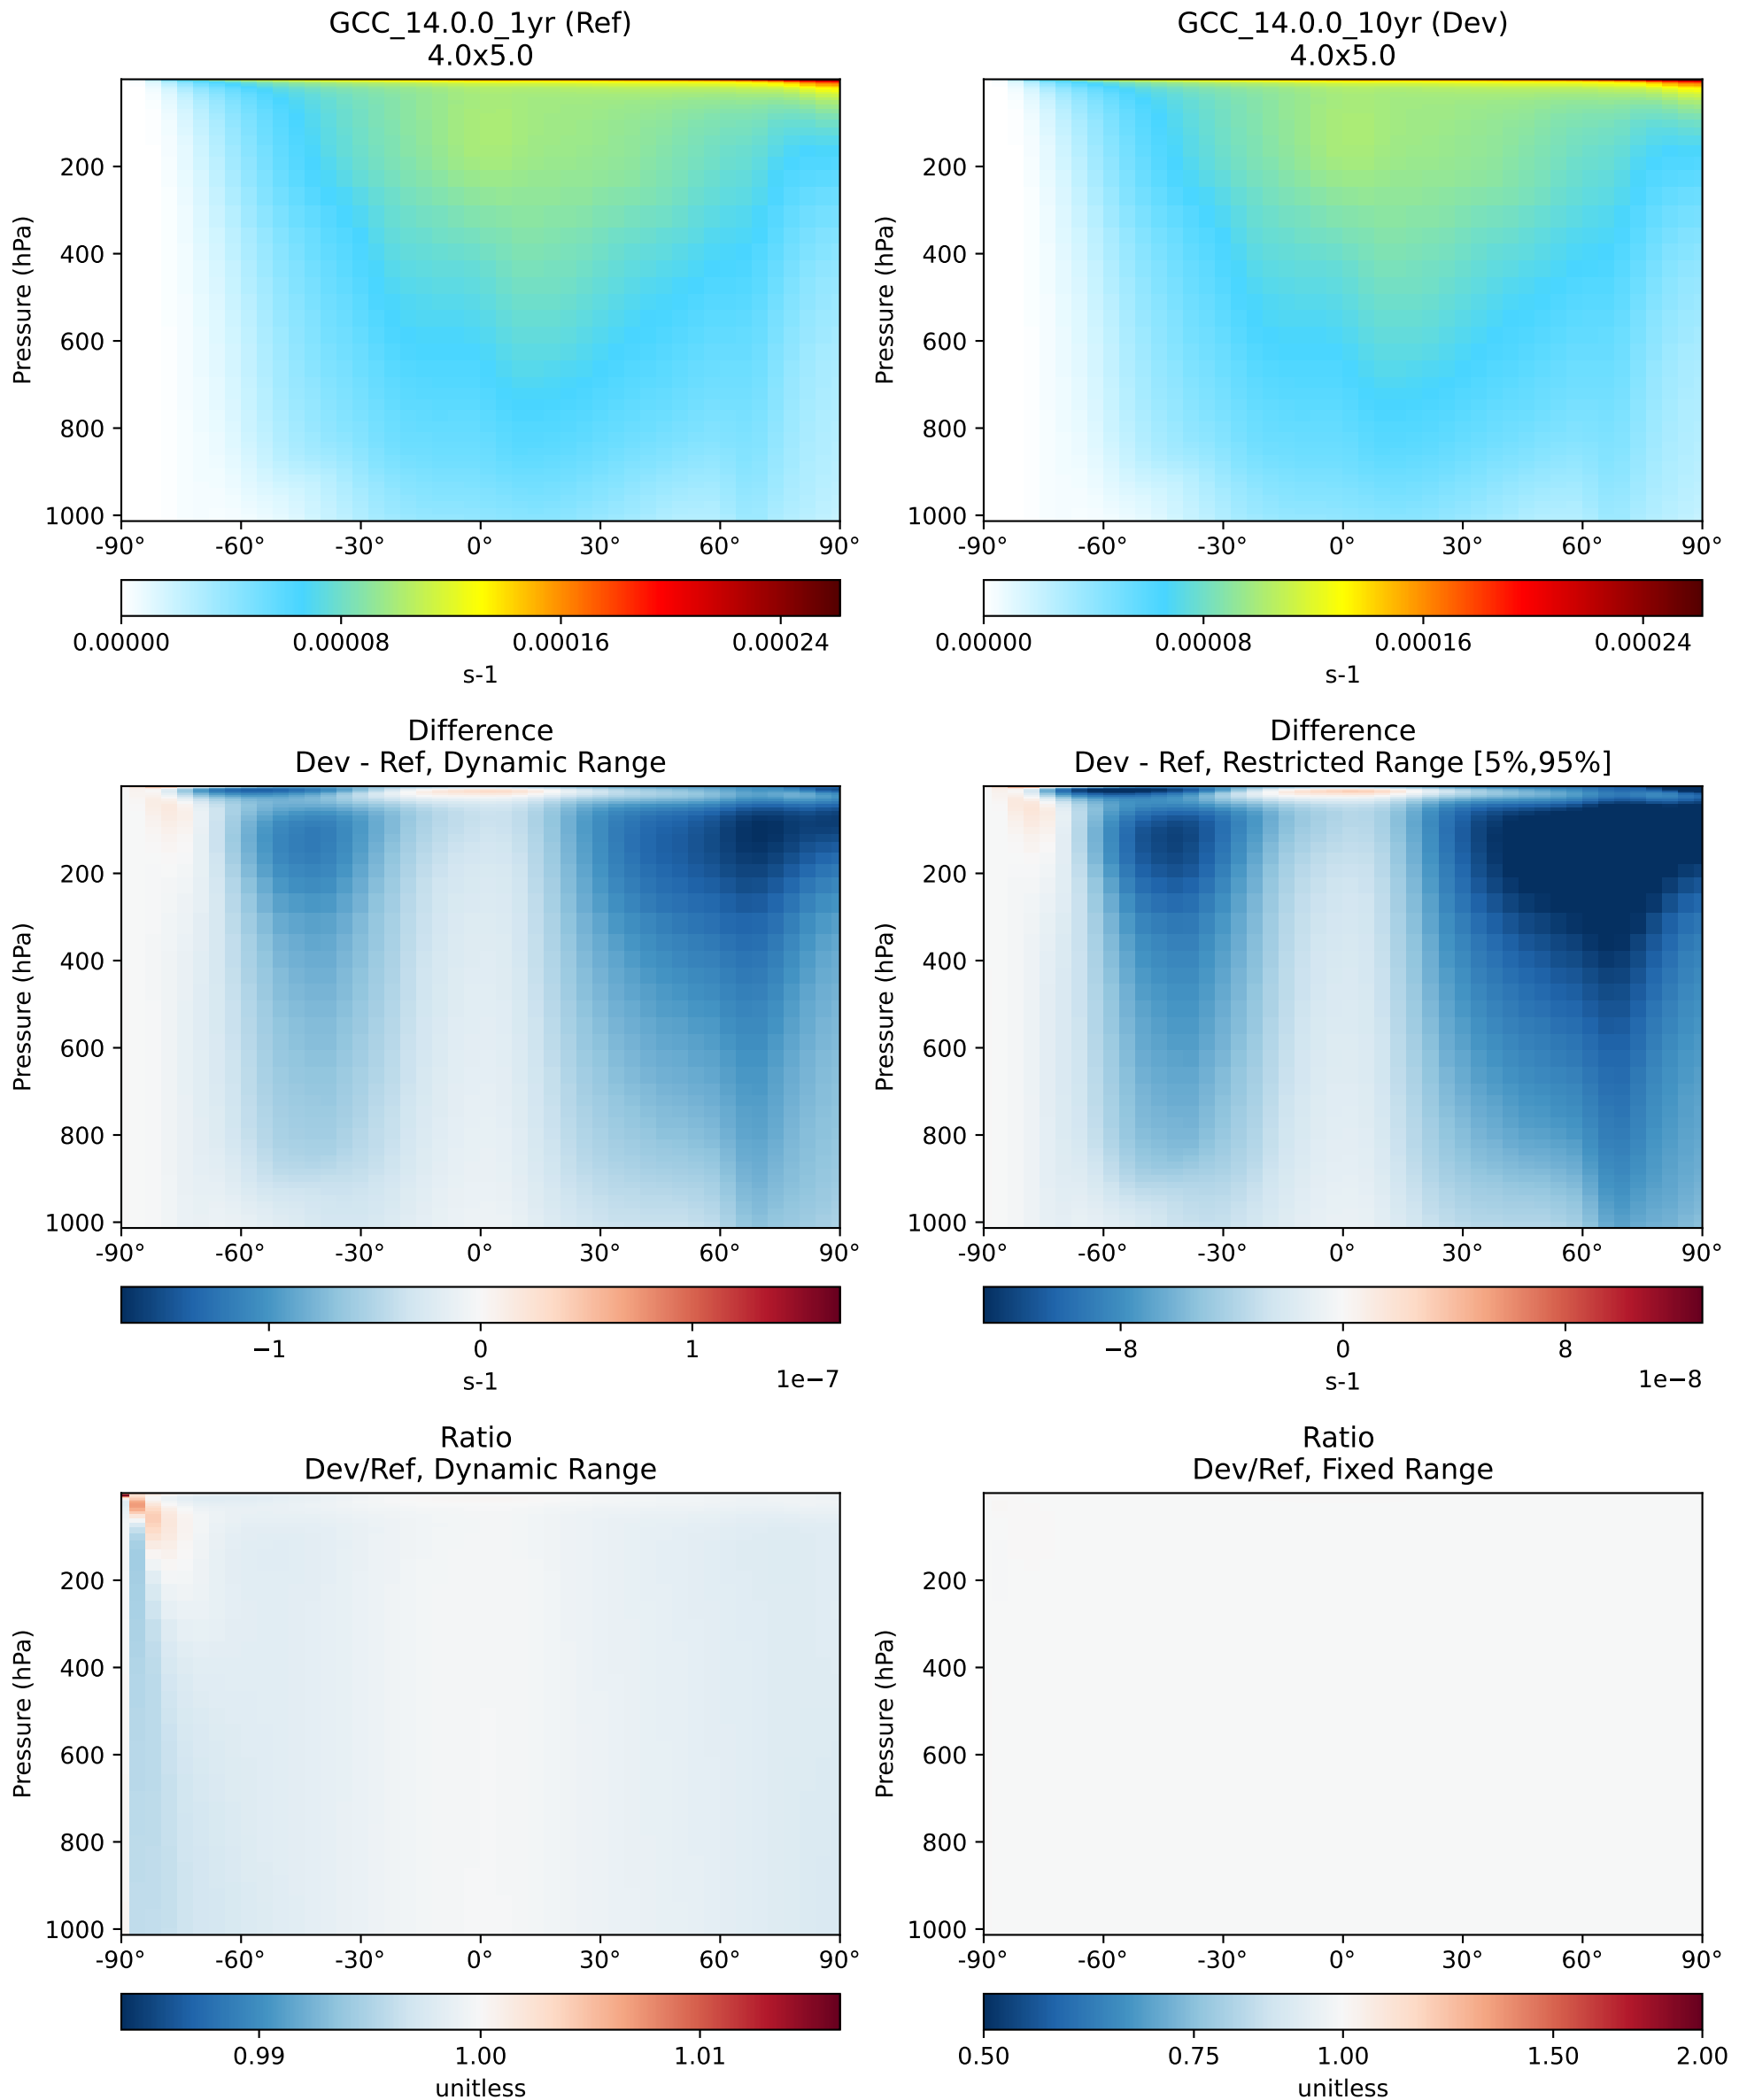 GCC_14.0.0_1yr (Ref)
4.0x5.0
GCC_14.0.0_10yr (Dev)
4.0x5.0
Pressure (hPa)
200
400
600
800
1000
-90° -60° -30° 0° 30° 60° 90°
0.00000 0.00008 0.00016 0.00024
s-1
Pressure (hPa)
200
400
600
800
1000
-90° -60° -30° 0° 30° 60° 90°
0.00000 0.00008 0.00016 0.00024
s-1
Difference
Dev - Ref, Dynamic Range
Difference
Dev - Ref, Restricted Range [5%,95%]
Pressure (hPa)
200
400
600
800
1000
-90° -60° -30° 0° 30° 60° 90°
−1 0 1
s-1 1e−7
Pressure (hPa)
200
400
600
800
1000
-90° -60° -30° 0° 30° 60° 90°
−8 0 8
s-1 1e−8
Ratio
Dev/Ref, Dynamic Range
Ratio
Dev/Ref, Fixed Range
Pressure (hPa)
200
400
600
800
1000
-90° -60° -30° 0° 30° 60° 90°
0.99 1.00 1.01
unitless
Pressure (hPa)
200
400
600
800
1000
-90° -60° -30° 0° 30° 60° 90°
0.50 0.75 1.00 1.50 2.00
unitless